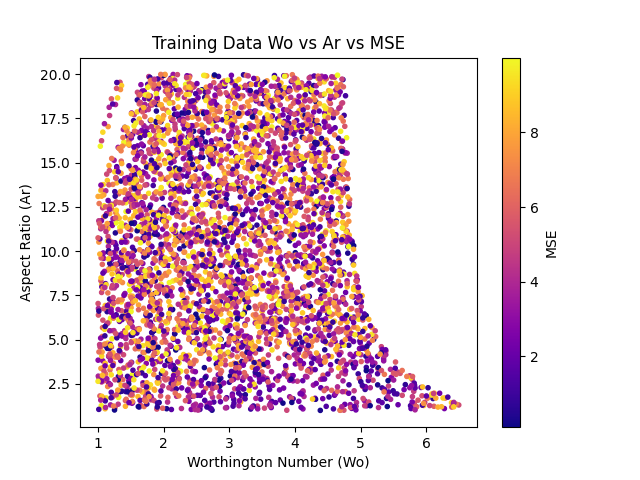 Training Data Wo vs Ar vs MSE
Aspect Ratio (Ar)
20.0
17.5
15.0
12.5
10.0
7.5
5.0
2.5
1 2 3 4 5 6
Worthington Number (Wo)
8
6
4
2
MSE